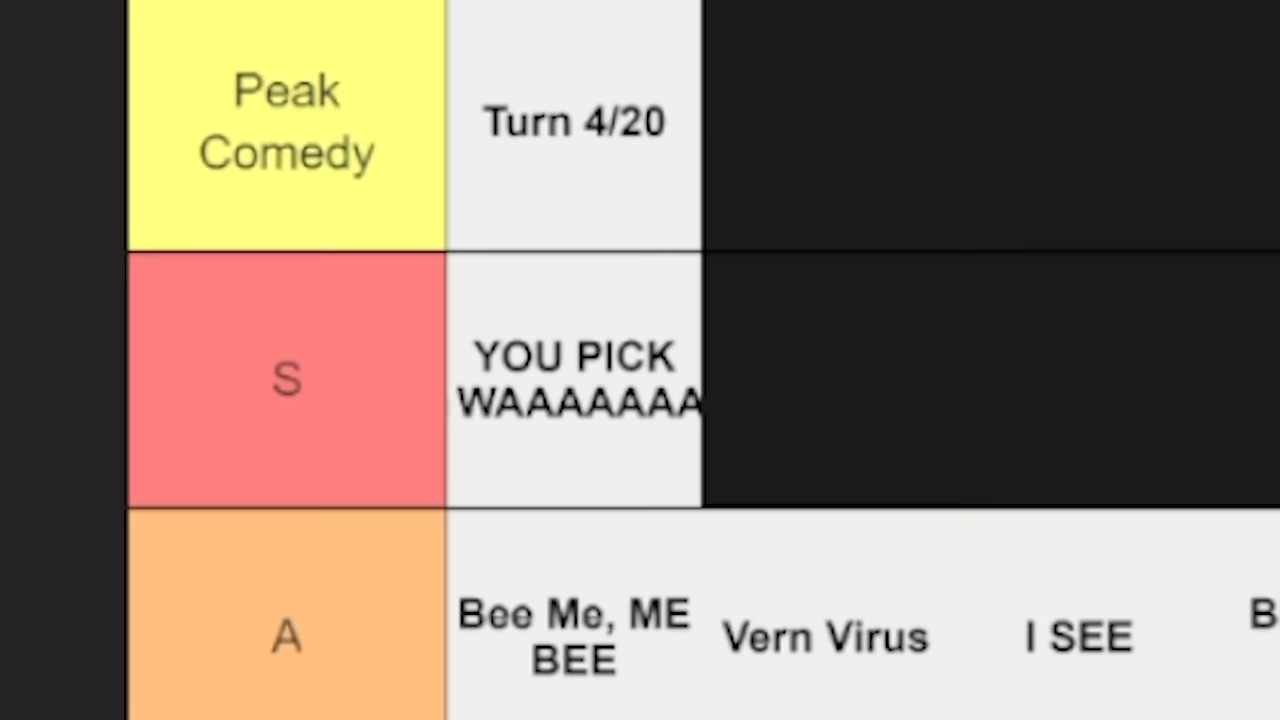 Peak
Comedy
Turn 4/20
S
YOU PICK
WAAAAAAA
A
Bee Me, ME
BEE
Vern Virus
I SEE